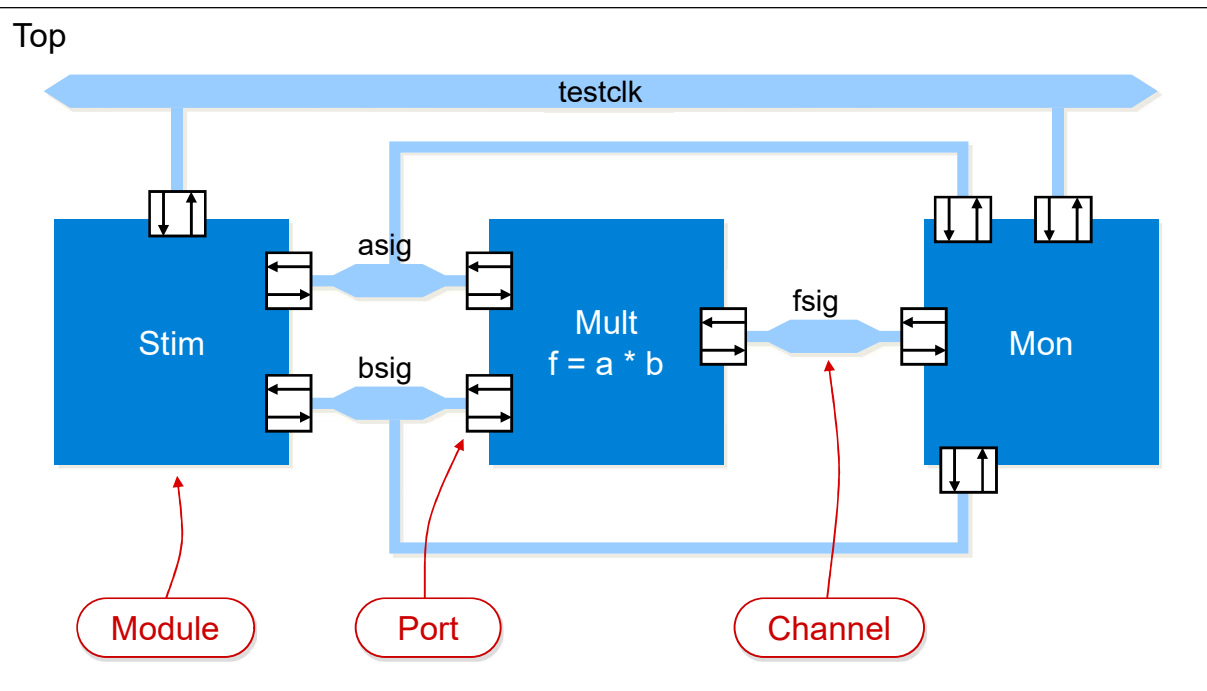 Top
testclk
asig
bsig
fsig
Stim
Mult
f = a * b
Mon
Module
Port
Channel